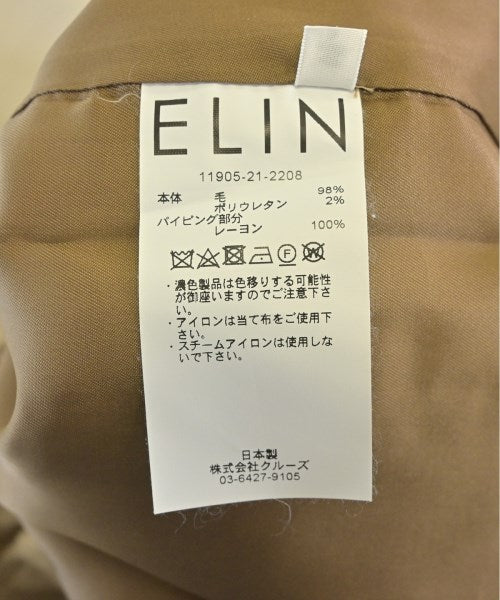 ELIN
11905-21-2208
本体 毛 98%
ポリウレタン 2%
パイピング部分
レーヨン 100%
・濃色製品は色移りする可能性
が御座いますのでご注意下さ
い。
・アイロンは当て布をご使用下
さい。
・スチームアイロンは使用しな
いで下さい。
日本製
株式会社クルーズ
03-6427-9105